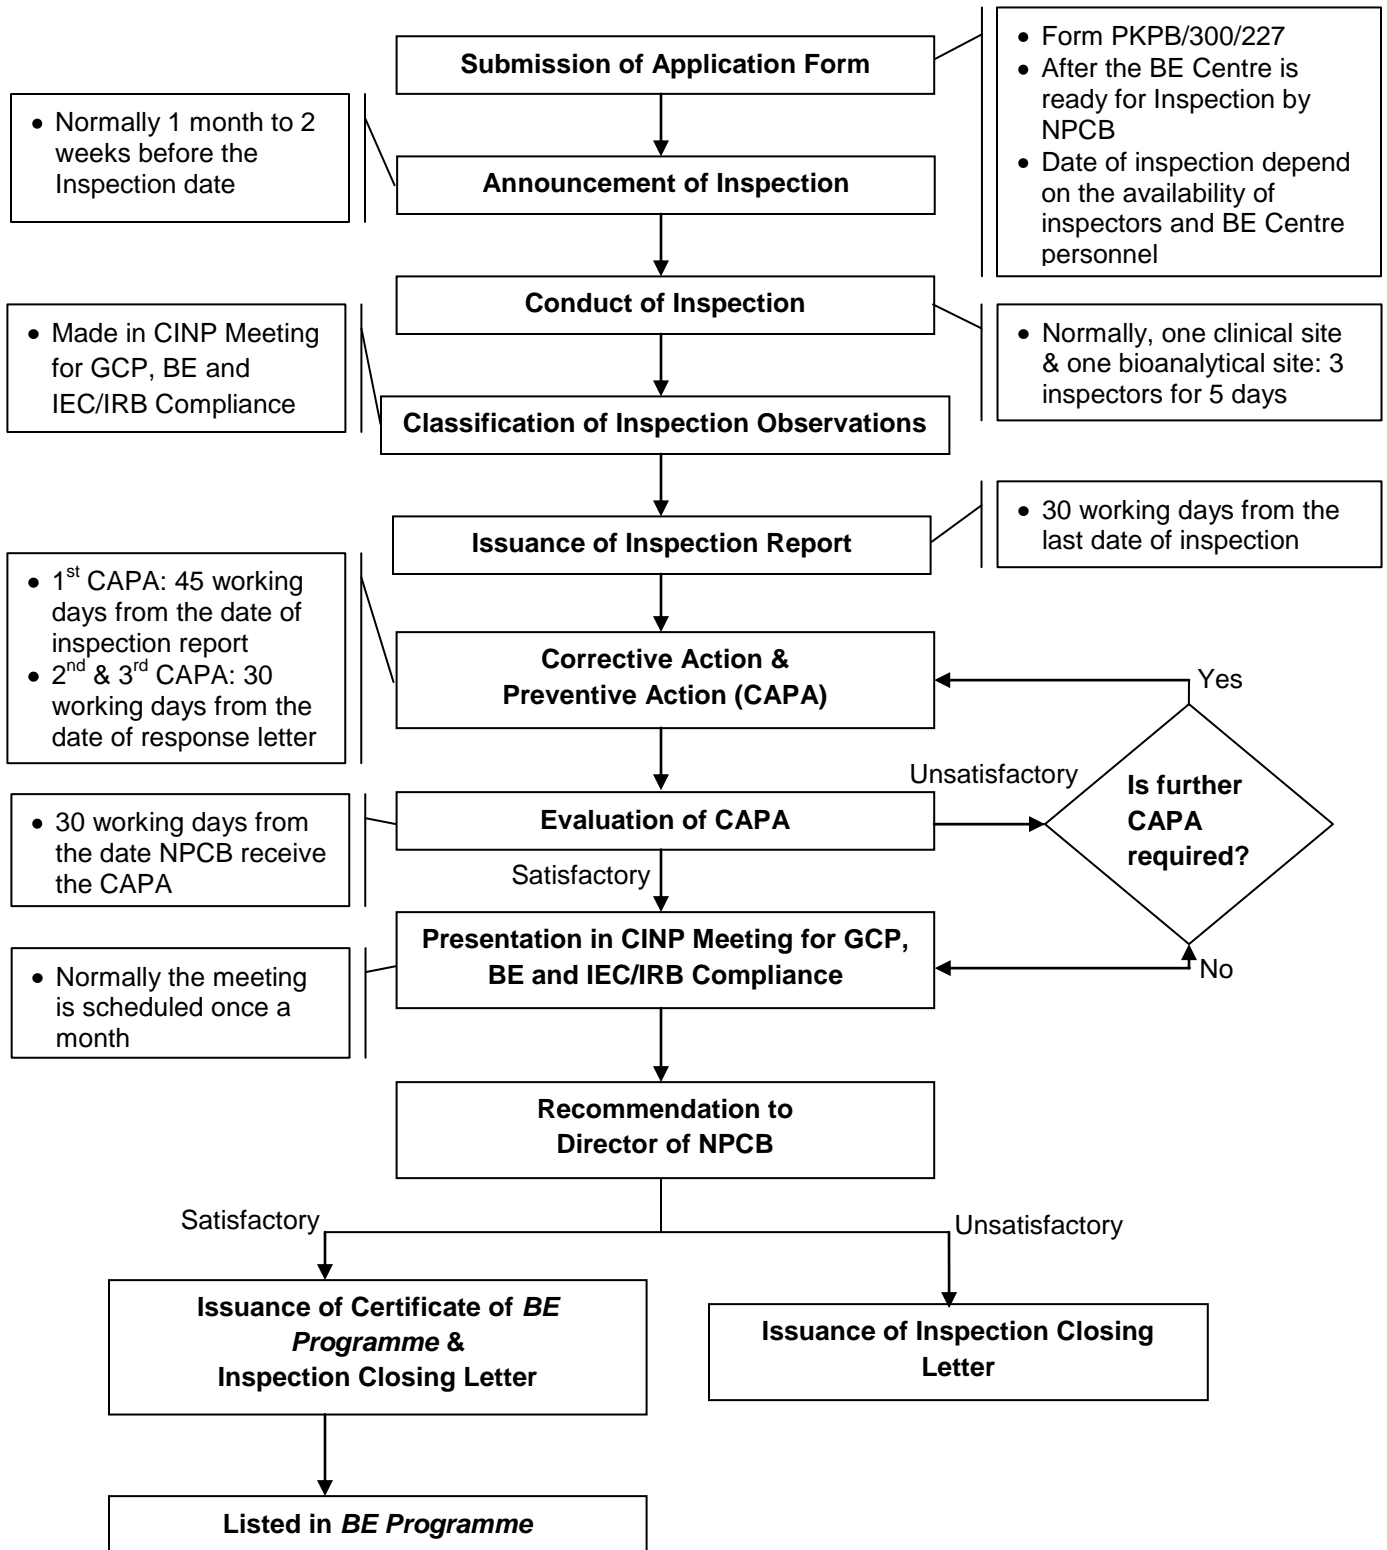 Submission of Application Form
• Form PKPB/300/227
• After the BE Centre is
ready for Inspection by
NPCB
• Date of inspection depend
on the availability of
inspectors and BE Centre
personnel
• Normally 1 month to 2
weeks before the
Inspection date
Announcement of Inspection
Conduct of Inspection
• Normally, one clinical site
& one bioanalytical site: 3
inspectors for 5 days
• Made in CINP Meeting
for GCP, BE and
IEC/IRB Compliance
Classification of Inspection Observations
Issuance of Inspection Report
• 30 working days from the
last date of inspection
• 1st CAPA: 45 working
days from the date of
inspection report
• 2nd & 3rd CAPA: 30
working days from the
date of response letter
Corrective Action &
Preventive Action (CAPA)
Yes
Unsatisfactory
Is further
CAPA
required?
• 30 working days from
the date NPCB receive
the CAPA
Evaluation of CAPA
Satisfactory
No
Presentation in CINP Meeting for GCP,
BE and IEC/IRB Compliance
• Normally the meeting
is scheduled once a
month
Recommendation to
Director of NPCB
Satisfactory
Unsatisfactory
Issuance of Certificate of BE
Programme &
Inspection Closing Letter
Issuance of Inspection Closing
Letter
Listed in BE Programme